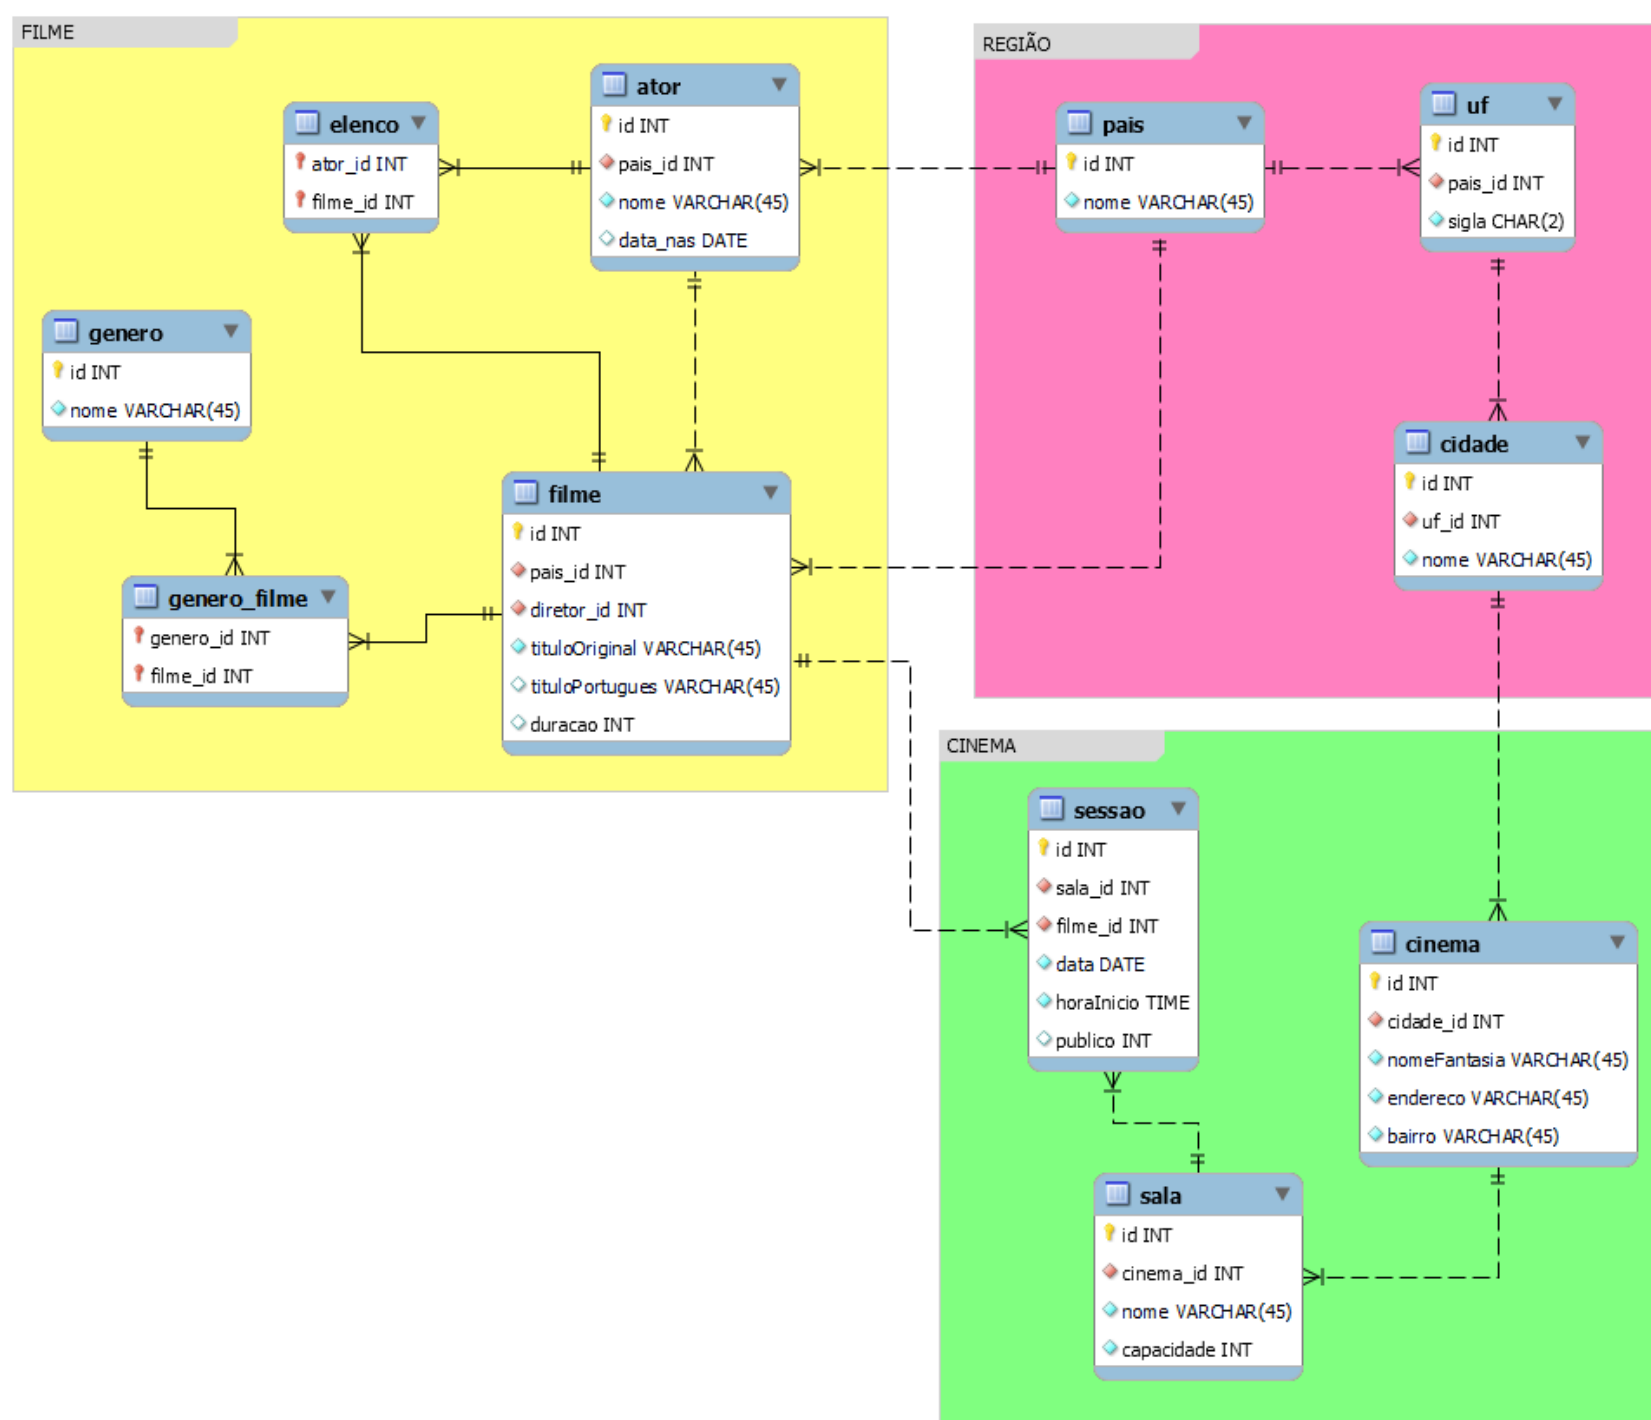 FILME
elenco
ator_id INT
filme_id INT
ator
id INT
pais_id INT
nome VARCHAR(45)
data_nas DATE
genero
id INT
nome VARCHAR(45)
genero_filme
genero_id INT
filme_id INT
filme
id INT
pais_id INT
diretor_id INT
tituloOriginal VARCHAR(45)
tituloPortugues VARCHAR(45)
duracao INT
REGIÃO
pais
id INT
nome VARCHAR(45)
uf
id INT
pais_id INT
sigla CHAR(2)
cidade
id INT
uf_id INT
nome VARCHAR(45)
CINEMA
sessao
id INT
sala_id INT
filme_id INT
data DATE
horaInicio TIME
publico INT
cinema
id INT
cidade_id INT
nomeFantasia VARCHAR(45)
endereco VARCHAR(45)
bairro VARCHAR(45)
sala
id INT
cinema_id INT
nome VARCHAR(45)
capacidade INT